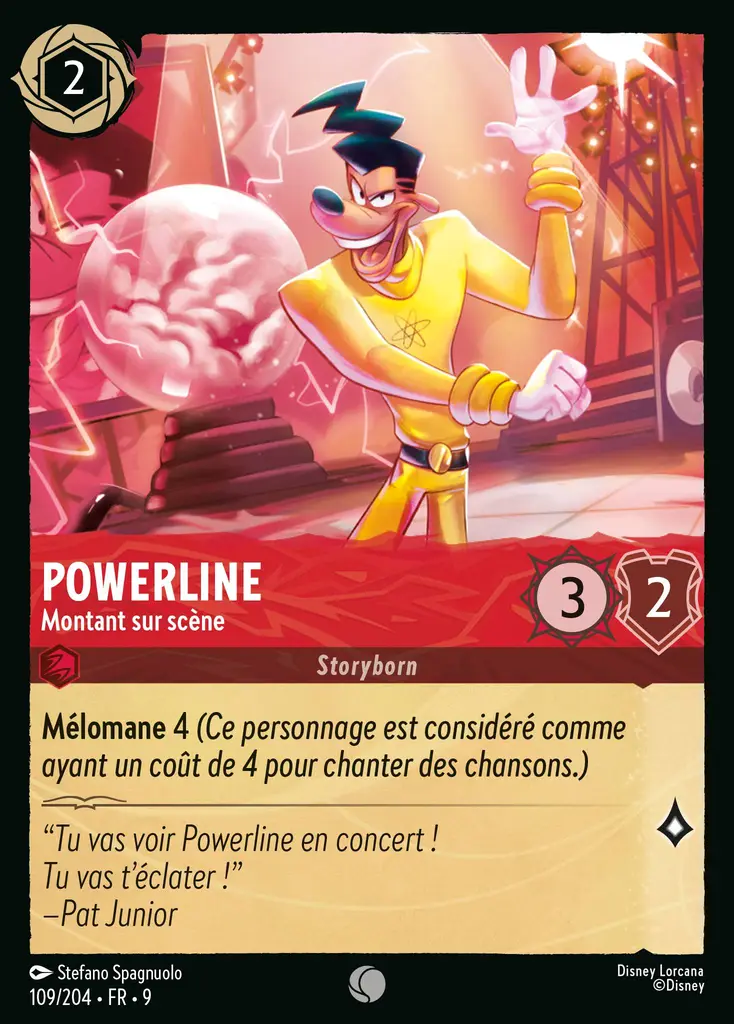 2
POWERLINE
Montant sur scène
3
2
Storyborn
Mélomane 4 (Ce personnage est considéré comme
ayant un coût de 4 pour chanter des chansons.)
“Tu vas voir Powerline en concert !
Tu vas t’éclater !”
–Pat Junior
Stefano Spagnuolo
109/204 • FR • 9
Disney Lorcana
©Disney